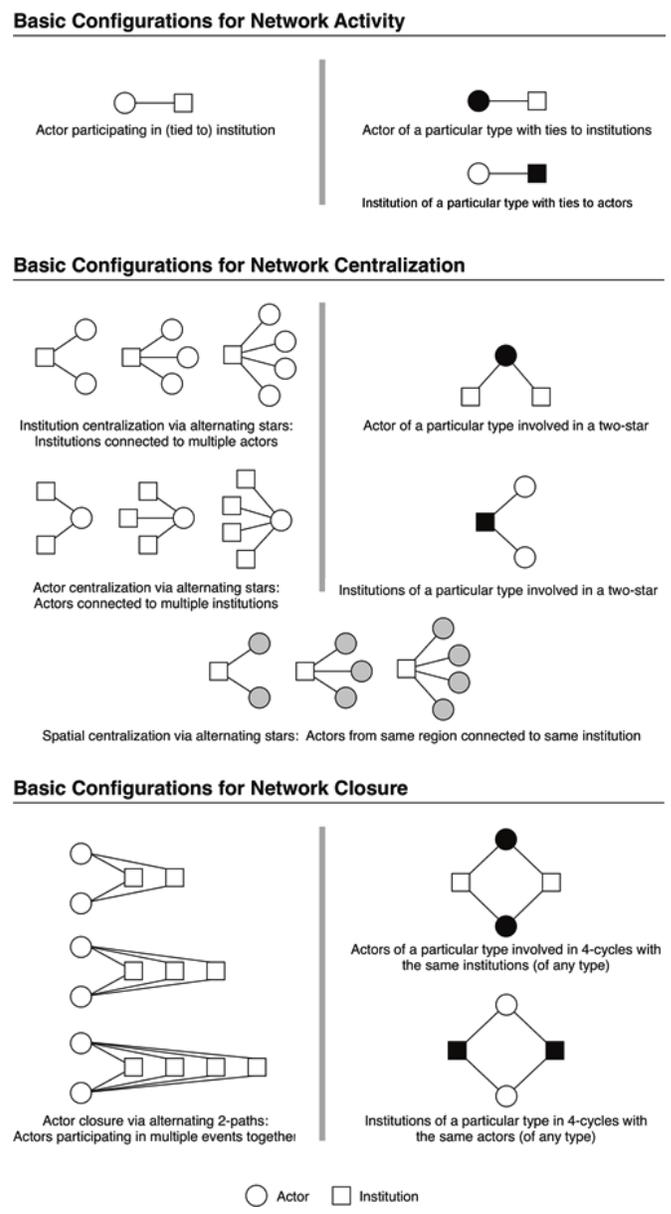 Basic Configurations for Network Activity
Actor participating in (tied to) institution
Actor of a particular type with ties to institutions
Institution of a particular type with ties to actors
Basic Configurations for Network Centralization
Institution centralization via alternating stars:
Institutions connected to multiple actors
Actor of a particular type involved in a two-star
Actor centralization via alternating stars:
Actors connected to multiple institutions
Institutions of a particular type involved in a two-star
Spatial centralization via alternating stars: Actors from same region connected to same institution
Basic Configurations for Network Closure
Actors of a particular type involved in 4-cycles with
the same institutions (of any type)
Actor closure via alternating 2-paths:
Actors participating in multiple events together
Institutions of a particular type in 4-cycles with
the same actors (of any type)
Actor
Institution